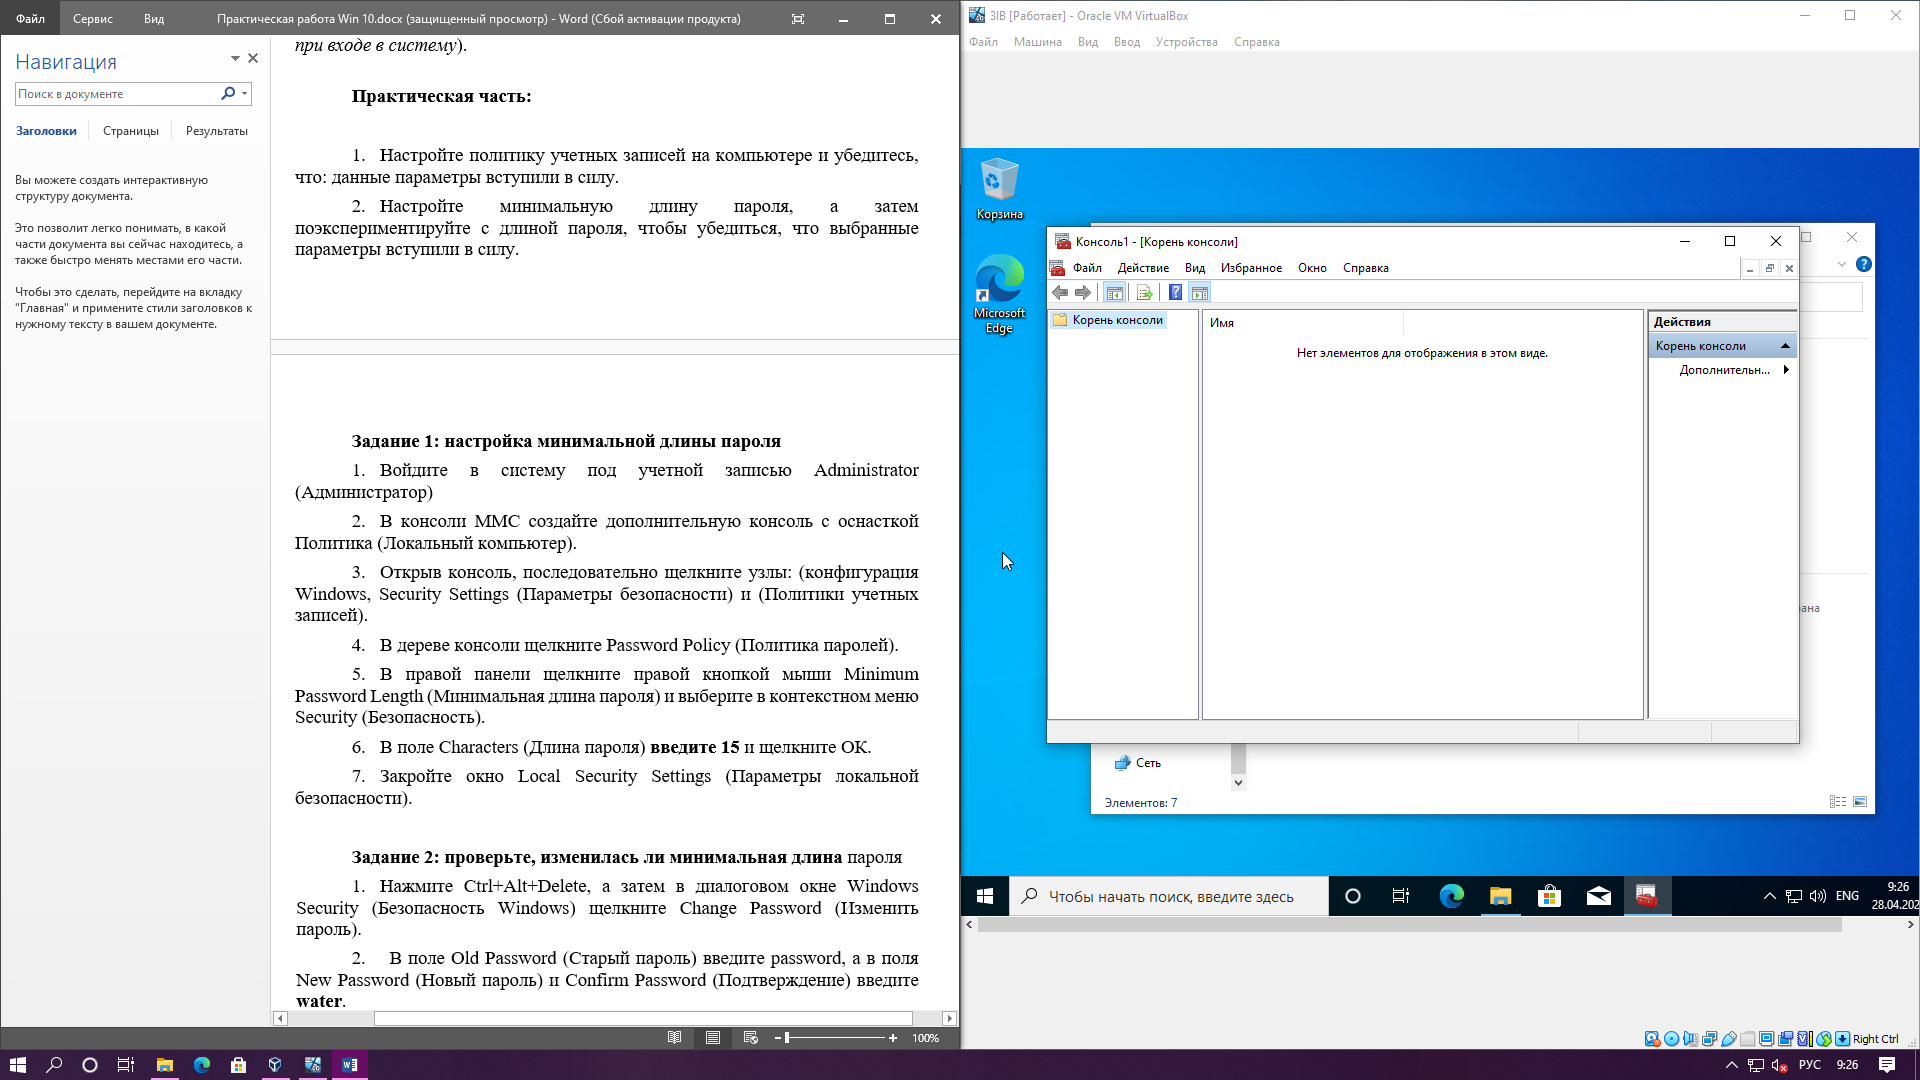 Файл
Сервис
Вид
Практическая работа Win 10.docx (защищенный просмотр) - Word (Сбой активации продукта)
Навигация
Поиск в документе
Заголовки
Страницы
Результаты
Вы можете создать интерактивную
структуру документа.
Это позволит легко понимать, в какой
части документа вы сейчас находитесь, а
также быстро менять местами его части.
Чтобы это сделать, перейдите на вкладку
"Главная" и примените стили заголовков к
нужному тексту в вашем документе.
при входе в систему).
Практическая часть:
1. Настройте политику учетных записей на компьютере и убедитесь,
что: данные параметры вступили в силу.
2. Настройте минимальную длину пароля, а затем
поэкспериментируйте с длиной пароля, чтобы убедиться, что выбранные
параметры вступили в силу.
Задание 1: настройка минимальной длины пароля
1. Войдите в систему под учетной записью Administrator
(Администратор)
2. В консоли MMC создайте дополнительную консоль с оснасткой
Политика (Локальный компьютер).
3. Открыв консоль, последовательно щелкните узлы: (конфигурация
Windows, Security Settings (Параметры безопасности) и (Политики учетных
записей).
4. В дереве консоли щелкните Password Policy (Политика паролей).
5. В правой панели щелкните правой кнопкой мыши Minimum
Password Length (Минимальная длина пароля) и выберите в контекстном меню
Security (Безопасность).
6. В поле Characters (Длина пароля) введите 15 и щелкните ОК.
7. Закройте окно Local Security Settings (Параметры локальной
безопасности).
Задание 2: проверьте, изменилась ли минимальная длина пароля
1. Нажмите Ctrl+Alt+Delete, а затем в диалоговом окне Windows
Security (Безопасность Windows) щелкните Change Password (Изменить
пароль).
2. В поле Old Password (Старый пароль) введите password, а в поля
New Password (Новый пароль) и Confirm Password (Подтверждение) введите
water.
100%
3IB [Работает] - Oracle VM VirtualBox
Файл
Машина
Вид
Ввод
Устройства
Справка
Корзина
Microsoft
Edge
Консоль1 - [Корень консоли]
Файл
Действие
Вид
Избранное
Окно
Справка
Корень консоли
Имя
Нет элементов для отображения в этом виде.
Действия
Корень консоли
Дополнительн...
Сеть
Элементов: 7
Чтобы начать поиск, введите здесь
ENG
9:26
28.04.202
Right Ctrl
РУС
9:26